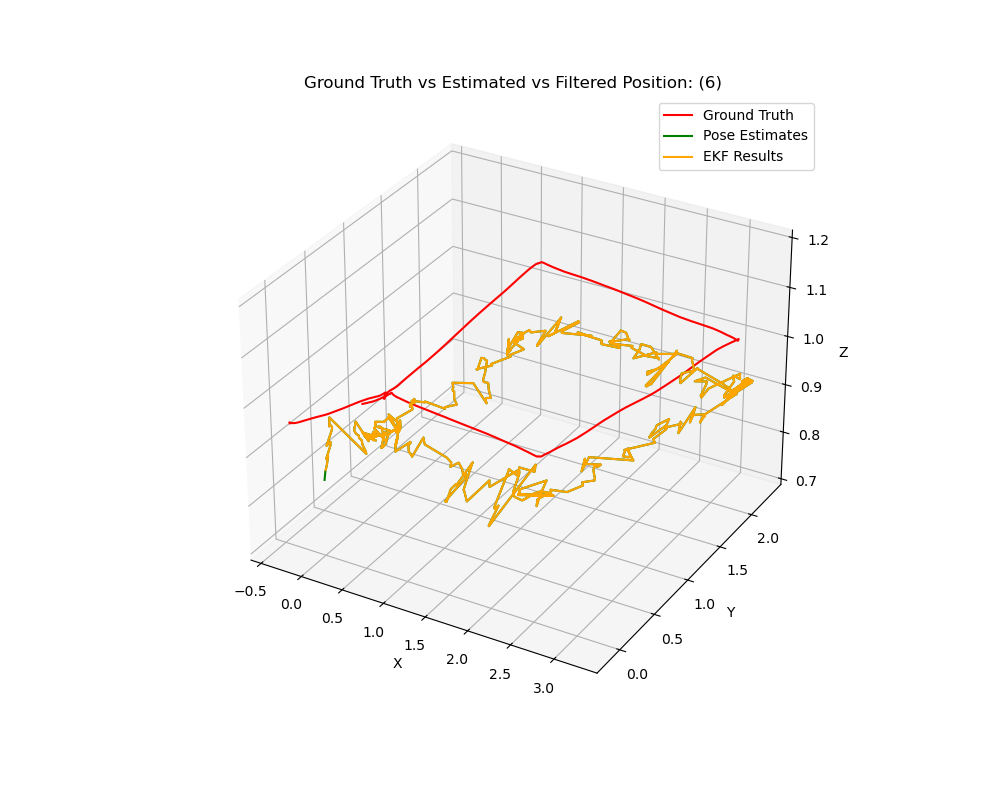 Ground Truth vs Estimated vs Filtered Position: (6)
Ground Truth
Pose Estimates
EKF Results
1.2
1.1
1.0
0.9
0.8
0.7
Z
−0.5
0.0
0.5
1.0
1.5
2.0
2.5
3.0
X
0.0
0.5
1.0
1.5
2.0
Y